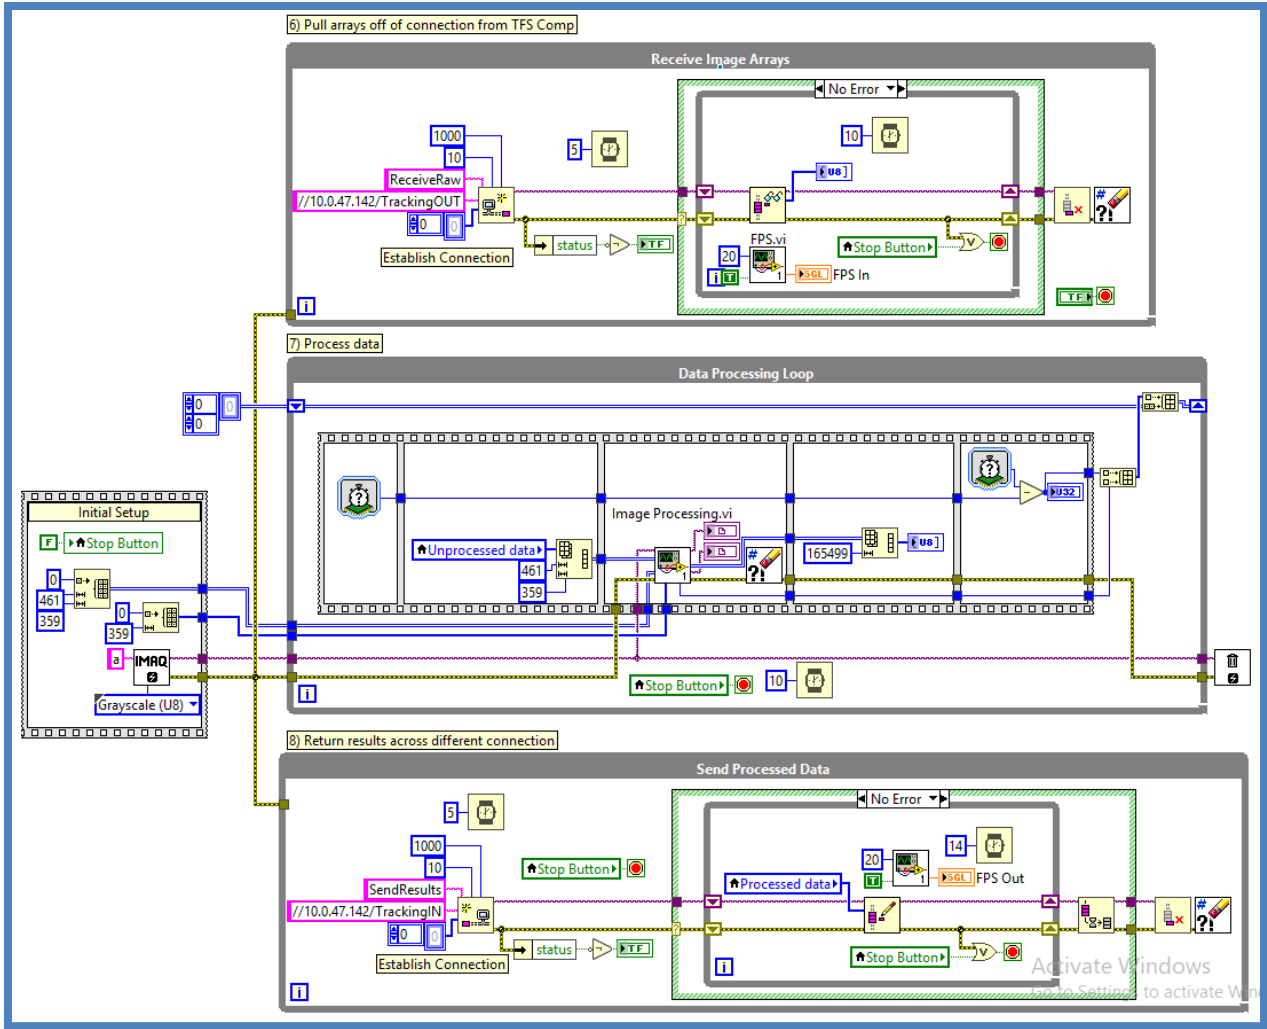 6) Pull arrays off of connection from TFS Comp
Receive Image Arrays
No Error
1000
10
5
10
ReceiveRaw
U8]
//10.0.47.142/TrackingOUT
0
0
status
TF
Establish Connection
FPS.vi
20
Stop Button
V
i
T
1
SGL
FPS In
i
TF
7) Process data
Data Processing Loop
0
0
0
?
?
U32
Initial Setup
Image Processing.vi
F
Stop Button
Unprocessed data
165499
U8]
461
359
#
?!
1
0
461
359
0
359
a
IMAQ
Grayscale (U8)
Stop Button
10
i
8) Return results across different connection
Send Processed Data
No Error
5
1000
10
20
14
Stop Button
Processed data
T
1
SGL
FPS Out
SendResults
//10.0.47.142/TrackingIN
#
?!
0
0
status
TF
Stop Button
V
Establish Connection
i
i
Activate Windows
Go to Settings to activate Win